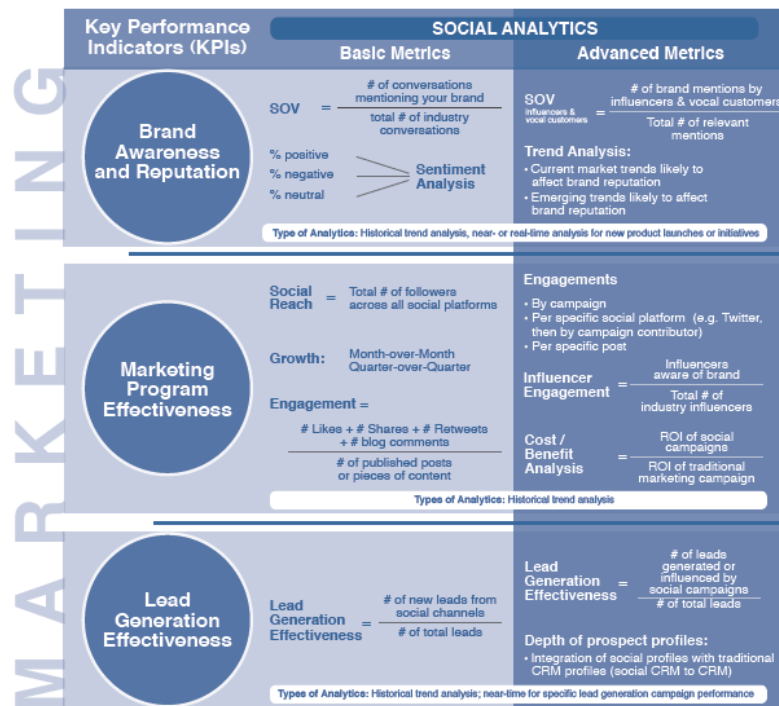 MARKETING
Key Performance
Indicators (KPIs)
SOCIAL ANALYTICS
Basic Metrics
Advanced Metrics
Brand
Awareness
and Reputation
SOV =
# of conversations
mentioning your brand
total # of industry
conversations
% positive
% negative
% neutral
Sentiment
Analysis
SOV
influencers &
vocal customers
=
# of brand mentions by
influencers & vocal customers
Total # of relevant
mentions
Trend Analysis:
• Current market trends likely to
affect brand reputation
• Emerging trends likely to affect
brand reputation
Type of Analytics: Historical trend analysis, near- or real-time analysis for new product launches or initiatives
Marketing
Program
Effectiveness
Social
Reach
=
Total # of followers
across all social platforms
Growth:
Month-over-Month
Quarter-over-Quarter
Engagement =
# Likes + # Shares + # Retweets
+ # blog comments
# of published posts
or pieces of content
Engagements
• By campaign
• Per specific social platform (e.g. Twitter,
then by campaign contributor)
• Per specific post
Influencer
Engagement
=
Influencers
aware of brand
Total # of
industry influencers
Cost /
Benefit
Analysis
=
ROI of social
campaigns
ROI of traditional
marketing campaign
Types of Analytics: Historical trend analysis
Lead
Generation
Effectiveness
Lead
Generation
Effectiveness
=
# of new leads from
social channels
# of total leads
Lead
Generation
Effectiveness
=
# of leads
generated or
influenced by
social campaigns
# of total leads
Depth of prospect profiles:
• Integration of social profiles with traditional
CRM profiles (social CRM to CRM)
Types of Analytics: Historical trend analysis; near-time for specific lead generation campaign performance